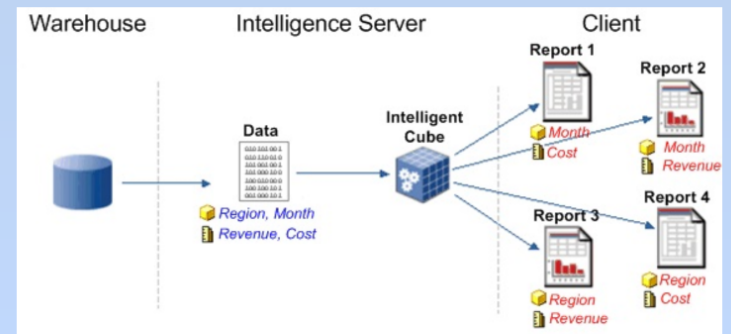 Warehouse
Intelligence Server
Client
Report 1
Report 2
Data
Intelligent
Cube
Month
Cost
Month
Revenue
Region, Month
Revenue, Cost
Report 3
Report 4
Region
Revenue
Region
Cost